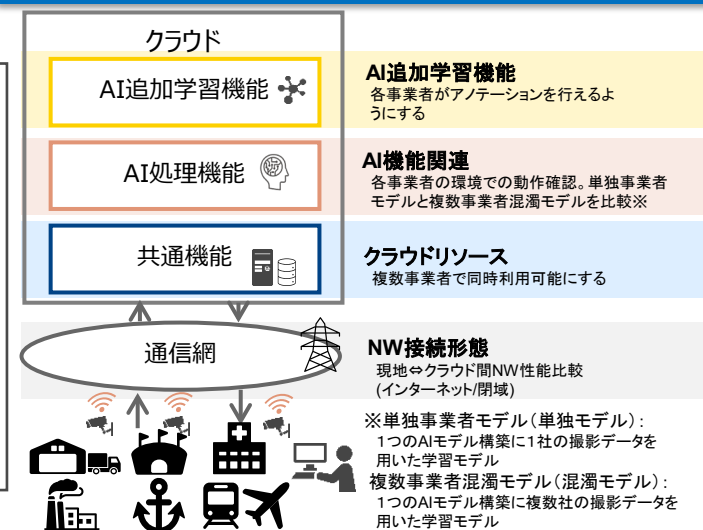 クラウド
AI追加学習機能
AI処理機能
共通機能
通信網
AI追加学習機能
各事業者がアノテーションを行えるよ
うにする
AI機能関連
各事業者の環境での動作確認。単独事業者
モデルと複数事業者混濁モデルを比較※
クラウドリソース
複数事業者で同時利用可能にする
NW接続形態
現地⇔クラウド間NW性能比較
(インターネット/閉域)
※単独事業者モデル（単独モデル）：
1つのAIモデル構築に1社の撮影データを
用いた学習モデル
複数事業者混濁モデル（混濁モデル）：
1つのAIモデル構築に複数社の撮影データを
用いた学習モデル